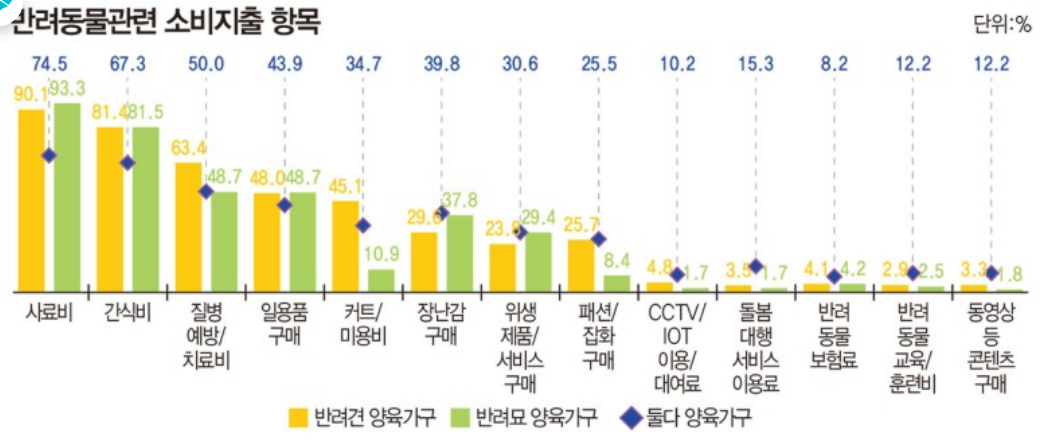 반려동물관련 소비지출 항목
단위:%
74.5 67.3 50.0 43.9 34.7 39.8 30.6 25.5 10.2 15.3 8.2 12.2 12.2
90.1 93.3 81.4 81.5 63.4 48.7 48.0 48.7 45.1 10.9 29.6 37.8 23.9 29.4 25.7 8.4 4.8 1.7 3.5 1.7 4.1 4.2 2.9 2.5 3.3 1.8
사료비
간식비
질병
예방/
치료비
일용품
구매
커트/
미용비
장난감
구매
위생
제품/
서비스
구매
패션/
잡화
구매
CCTV/
IOT
이용/
대여료
돌봄
대행
서비스
이용료
반려
동물
보험료
반려
동물
교육/
훈련비
동영상
등
콘텐츠
구매
반려견 양육가구 반려묘 양육가구 둘다 양육가구